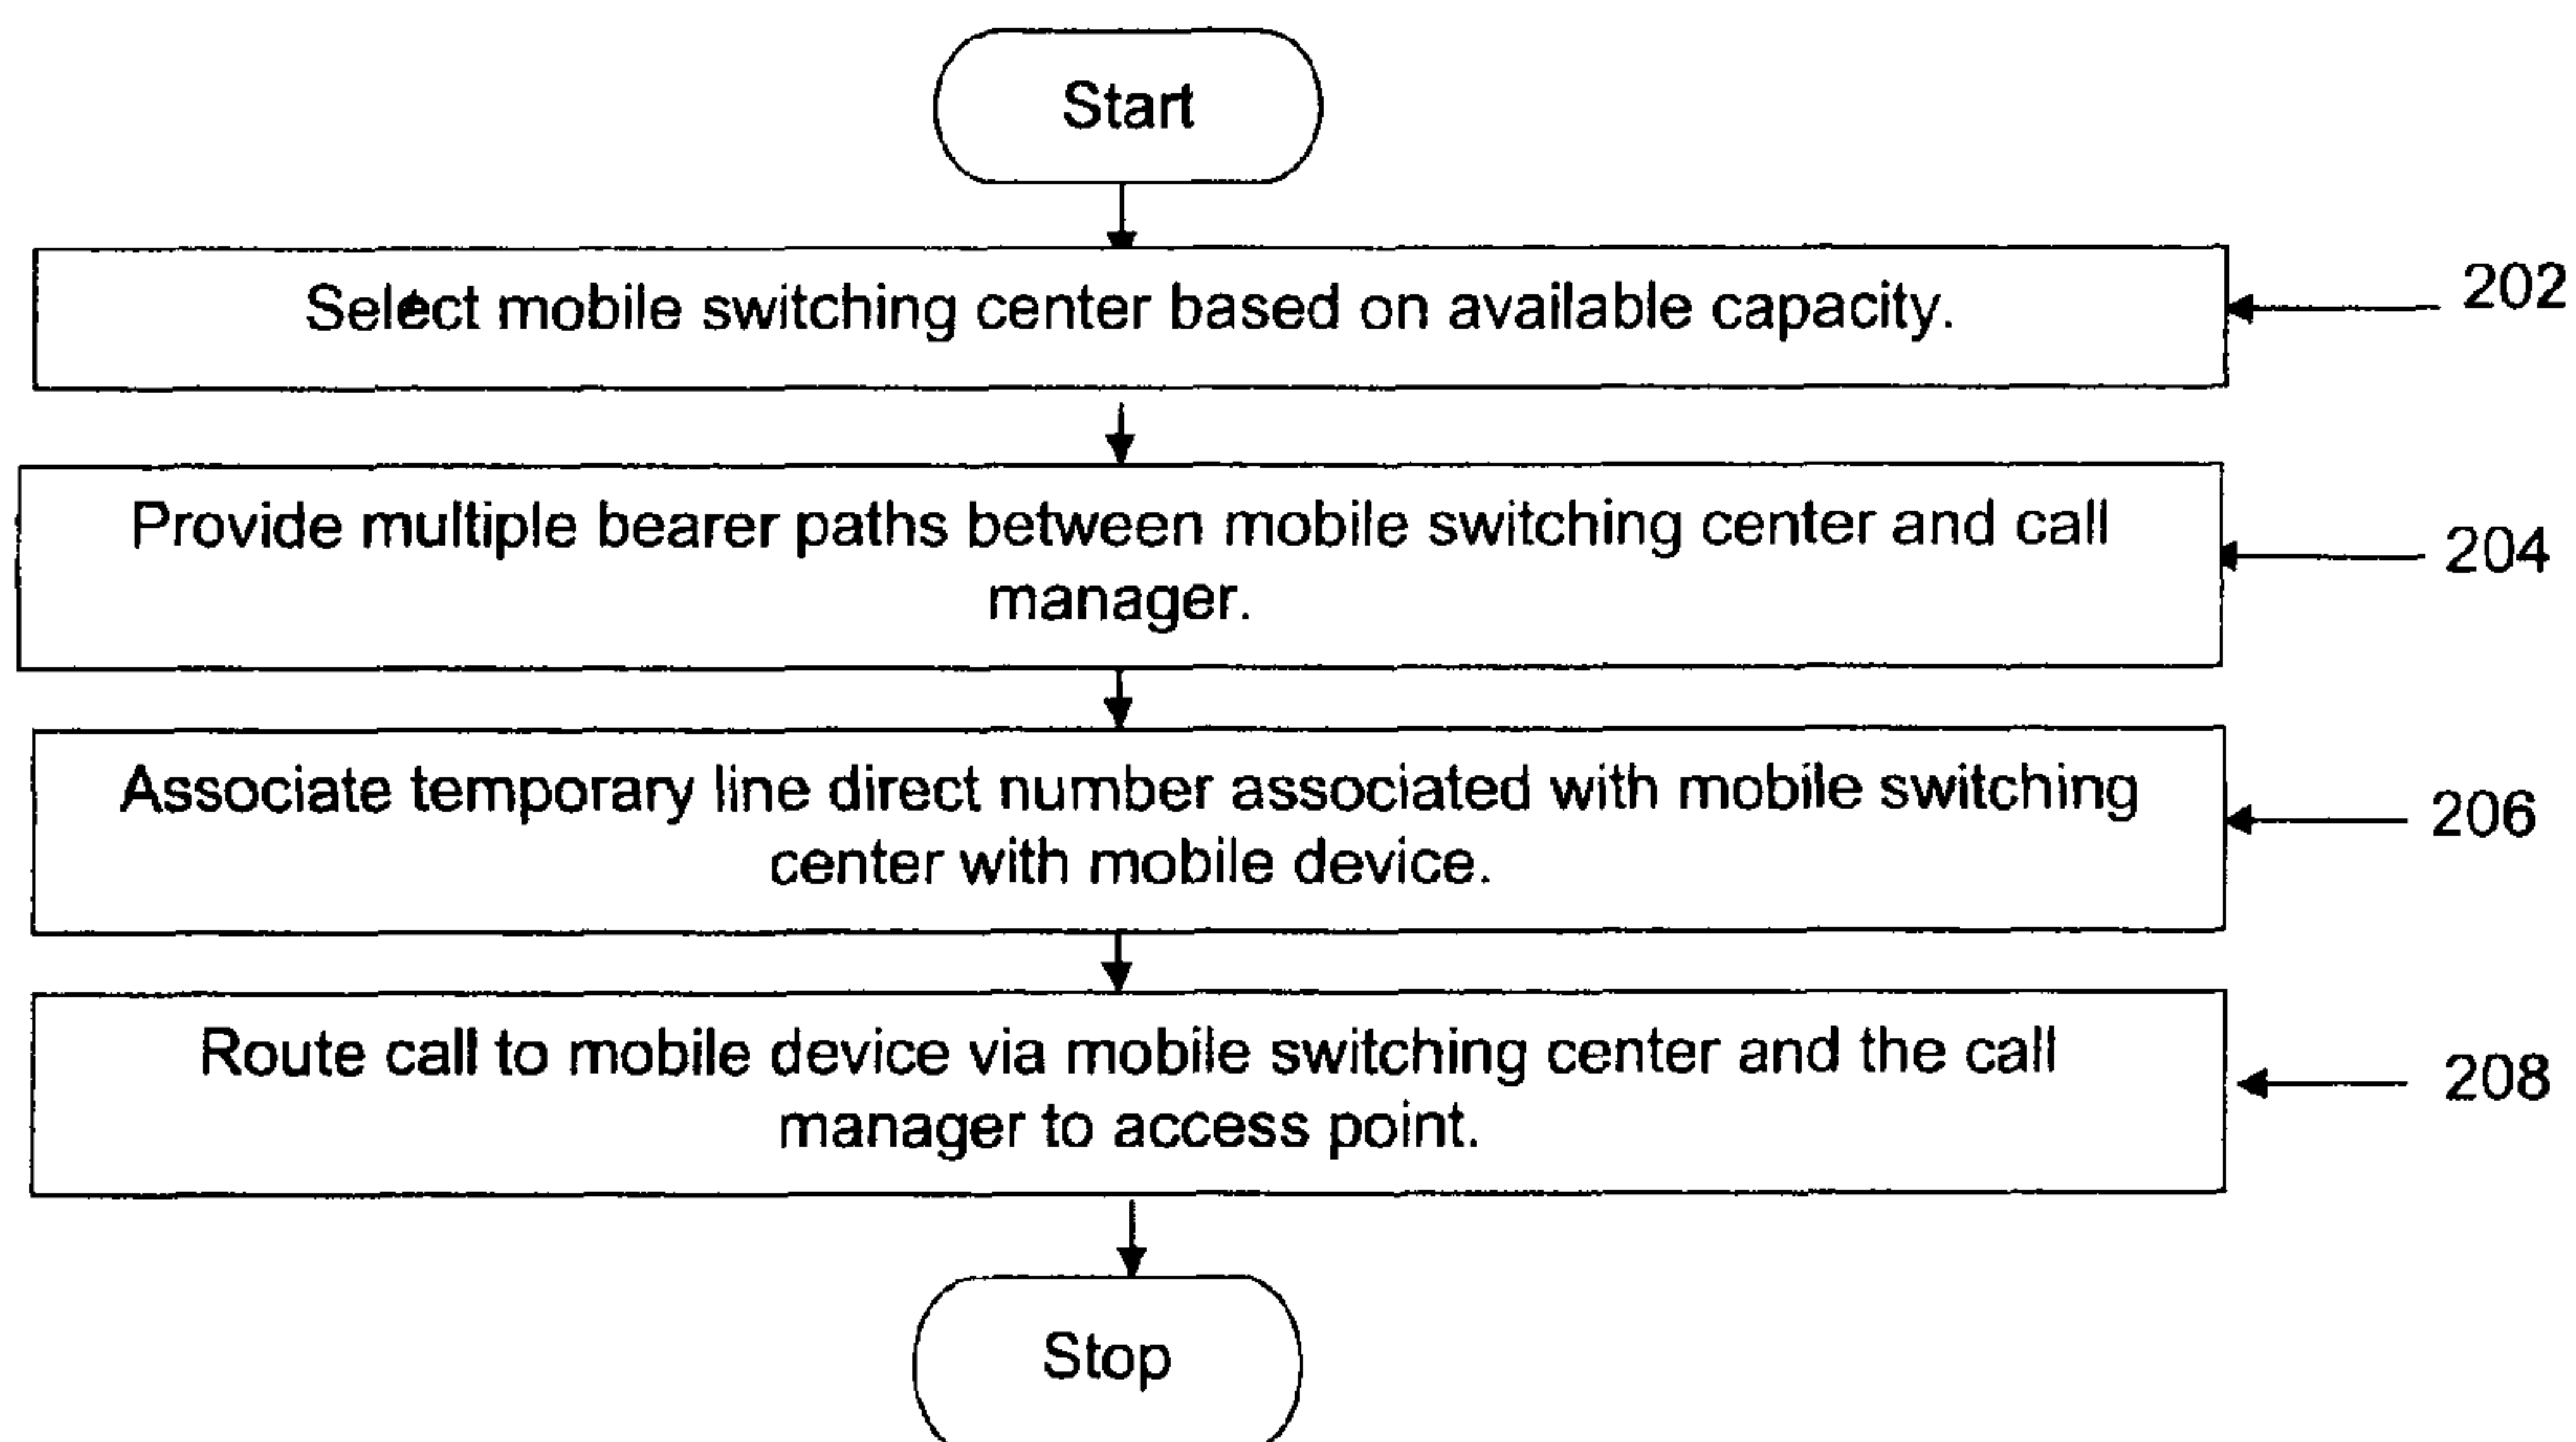 Start
Select mobile switching center based on available capacity.
202
Provide multiple bearer paths between mobile switching center and call
manager.
204
Associate temporary line direct number associated with mobile switching
center with mobile device.
206
Route call to mobile device via mobile switching center and the call
manager to access point.
208
Stop